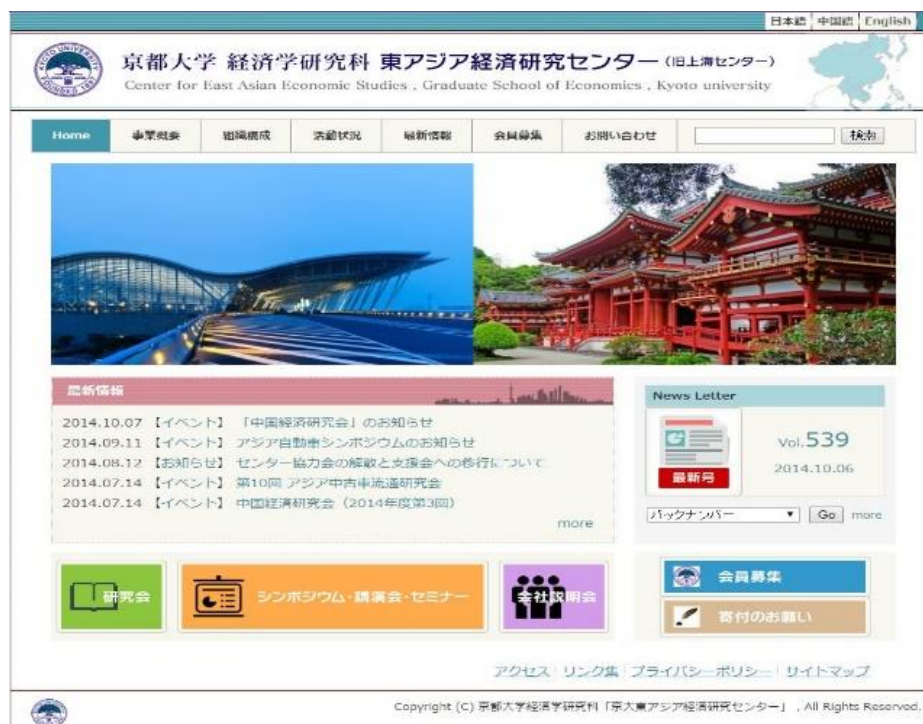 日本語 中国語 English
京都大学 経済学研究科 東アジア経済研究センター (旧上海センター)
Center for East Asian Economic Studies , Graduate School of Economics , Kyoto university
Home 事業概要 組織構成 活動状況 最新情報 会員募集 お問い合わせ 検索
最新情報
2014.10.07 【イベント】 「中国経済研究会」のお知らせ
2014.09.11 【イベント】 アジア自動車シンポジウムのお知らせ
2014.08.12 【お知らせ】 センター協力会の解散と支援会への移行について
2014.07.14 【イベント】 第10回 アジア中古車流通研究会
2014.07.14 【イベント】 中国経済研究会（2014年度第3回）
more
News Letter
最新号
Vol.539
2014.10.06
バックナンバー Go more
研究会
シンポジウム・講演会・セミナー
会社説明会
会員募集
寄付のお願い
アクセス リンク集 プライバシーポリシー サイトマップ
Copyright (C) 京都大学経済学研究科「京大東アジア経済研究センター」 , All Rights Reserved.